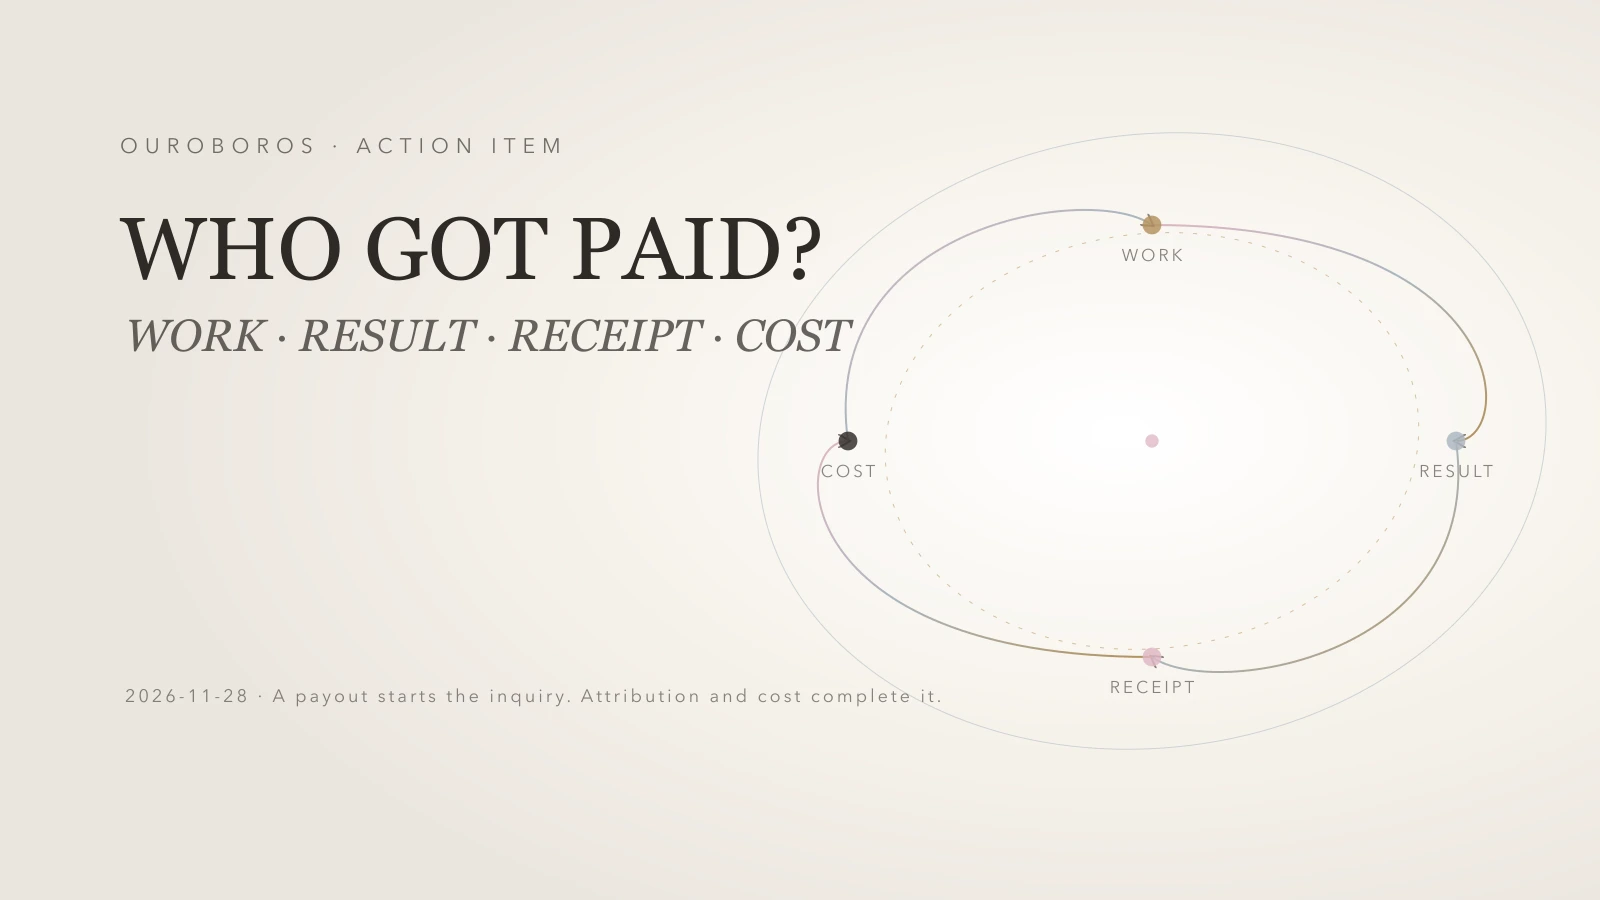 OUROBOROS · ACTION ITEM
WHO GOT PAID?
WORK · RESULT · RECEIPT · COST
WORK
COST
RESULT
RECEIPT
2026-11-28 · A payout starts the inquiry. Attribution and cost complete it.